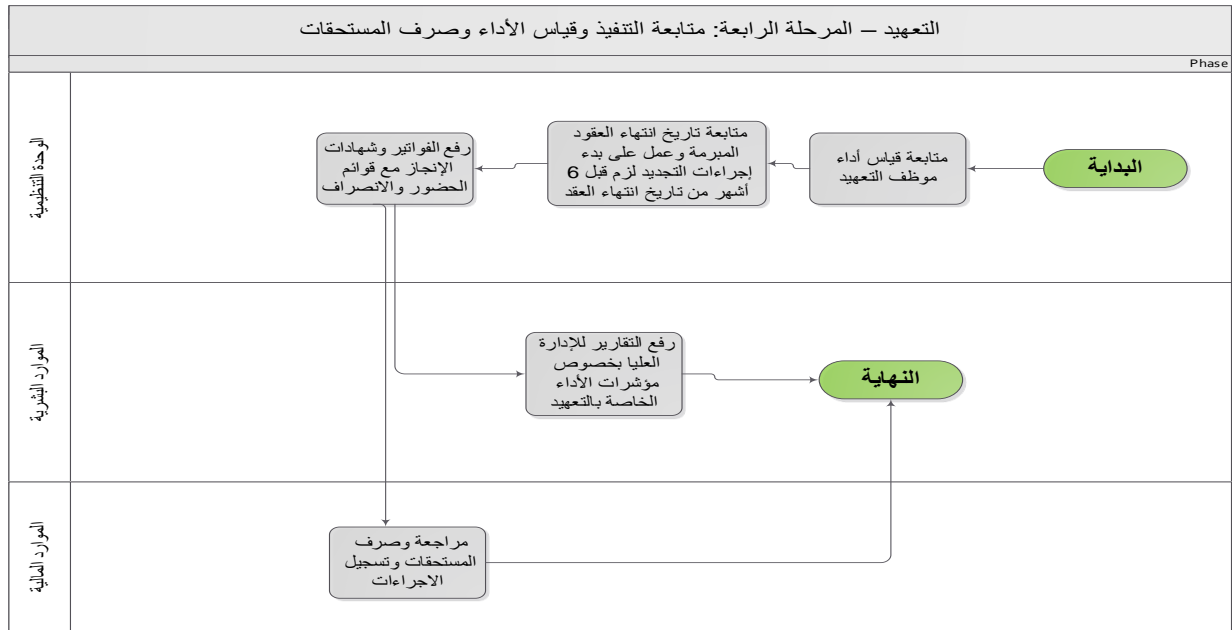 التعهيد – المرحلة الرابعة: متابعة التنفيذ وقياس الأداء وصرف المستحقات
Phase
الوحدة التنظيمية
البداية
متابعة قياس أداء
موظف التعهيد
متابعة تاريخ انتهاء العقود
المبرمة وعمل على بدء
إجراءات التجديد لزم قبل 6
أشهر من تاريخ انتهاء العقد
رفع الفواتير وشهادات
الإنجاز مع قوائم
الحضور والانصراف
الموارد البشرية
رفع التقارير للإدارة
العليا بخصوص
مؤشرات الأداء
الخاصة بالتعهيد
النهاية
الموارد المالية
مراجعة وصرف
المستحقات وتسجيل
الاجراءات